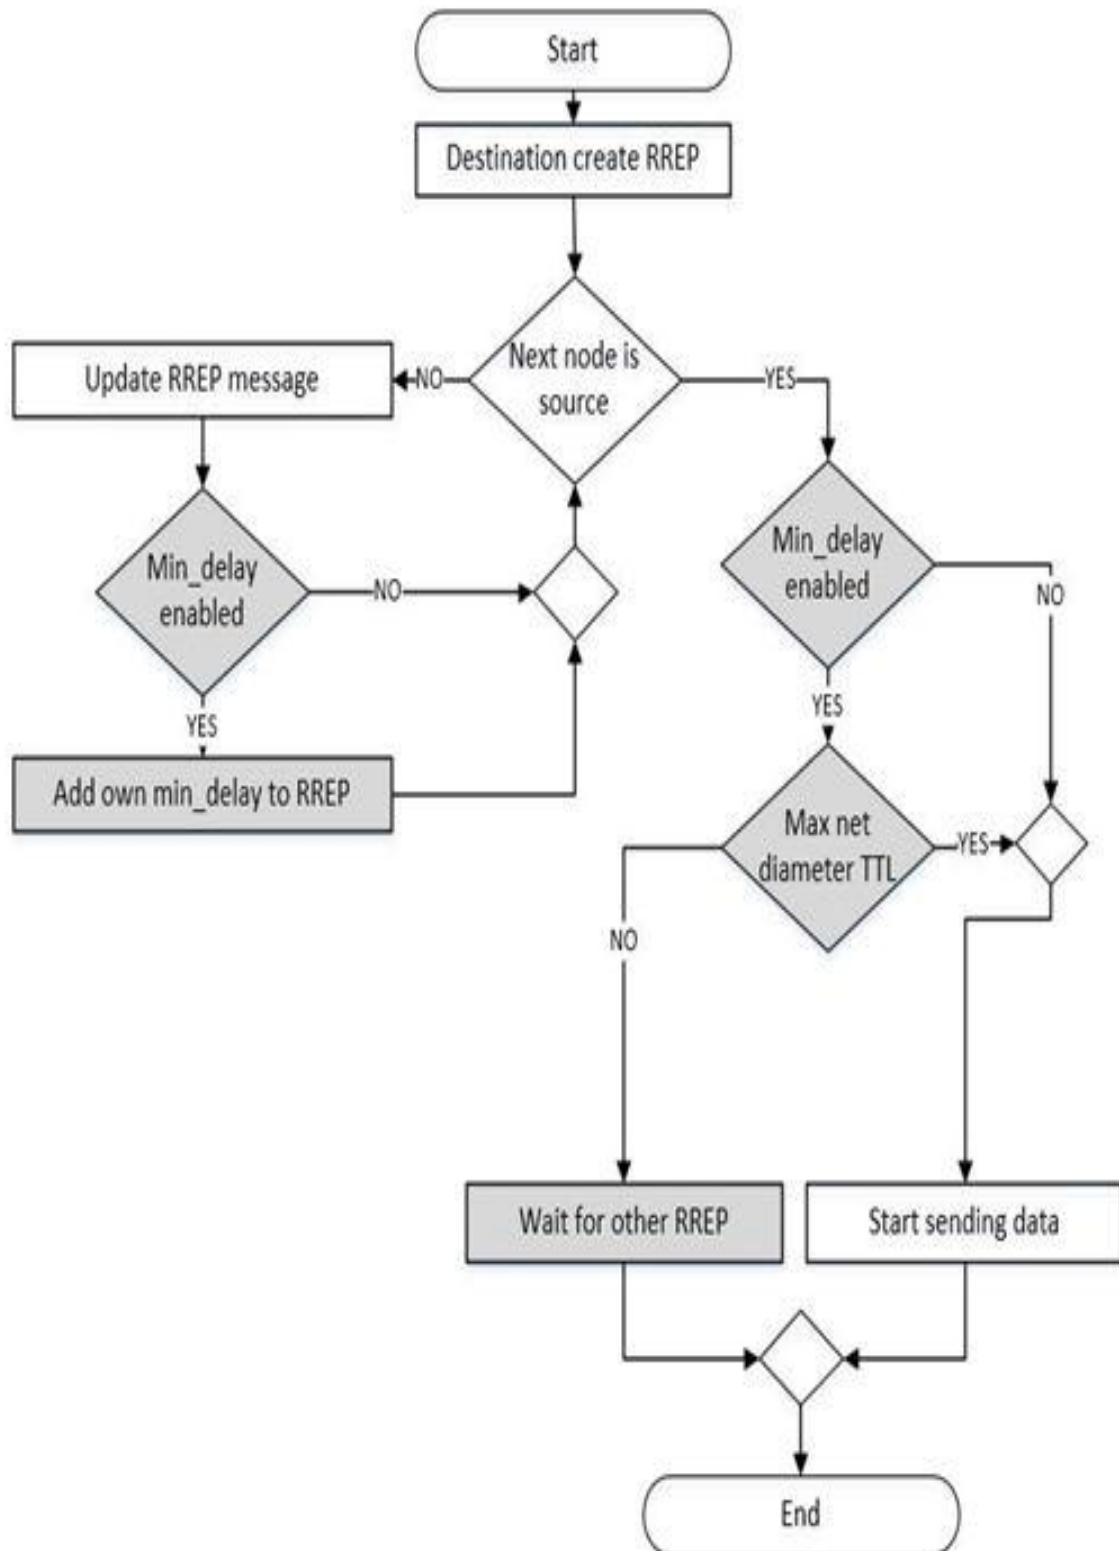 Start
Destination create RREP
Next node is
source
NO
YES
Update RREP message
Min_delay
enabled
NO
YES
Add own min_delay to RREP
Min_delay
enabled
NO
YES
Max net
diameter TTL
YES
NO
Wait for other RREP
Start sending data
End